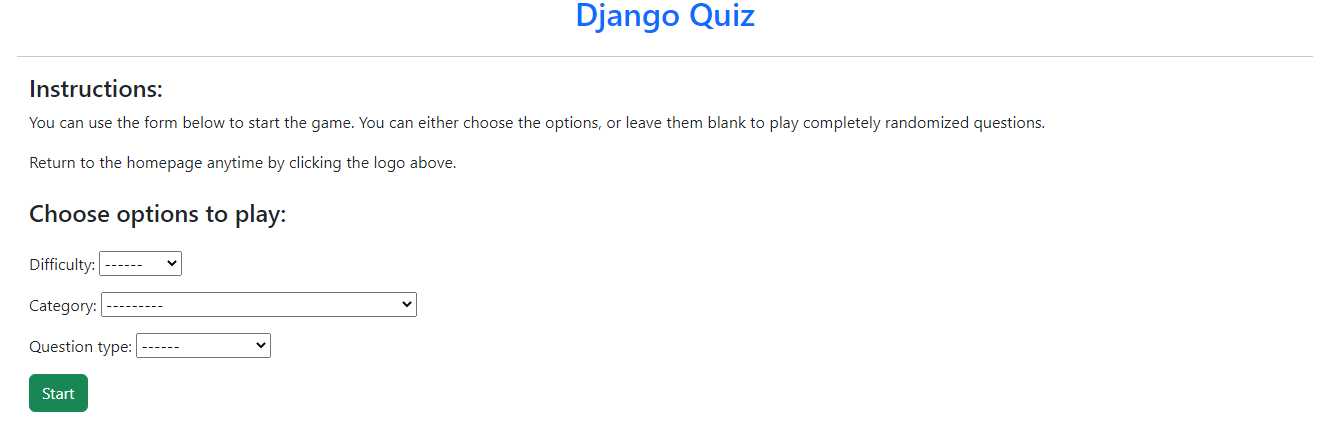 Django Quiz
Instructions:
You can use the form below to start the game. You can either choose the options, or leave them blank to play completely randomized questions.
Return to the homepage anytime by clicking the logo above.
Choose options to play:
Difficulty: ------
Category: ---------
Question type: ------
Start